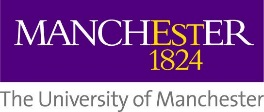 MANCHESTER
1824
The University of Manchester